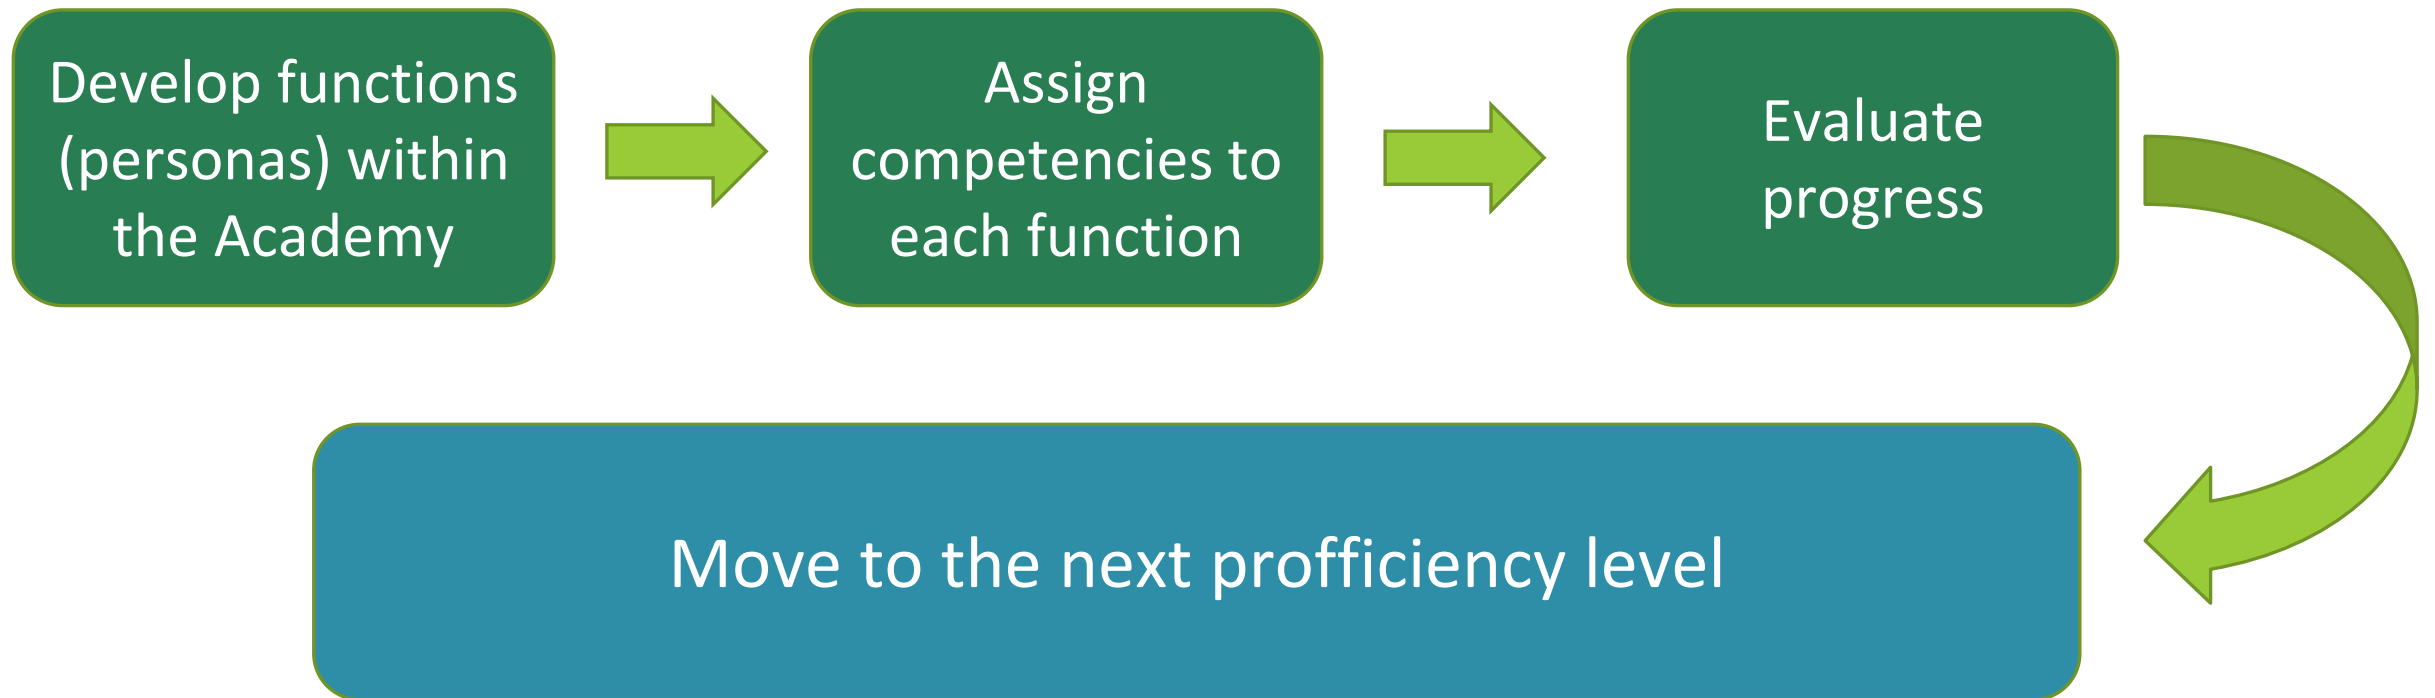 Develop functions
(personas) within
the Academy
Assign
competencies to
each function
Evaluate
progress
Move to the next profficiency level